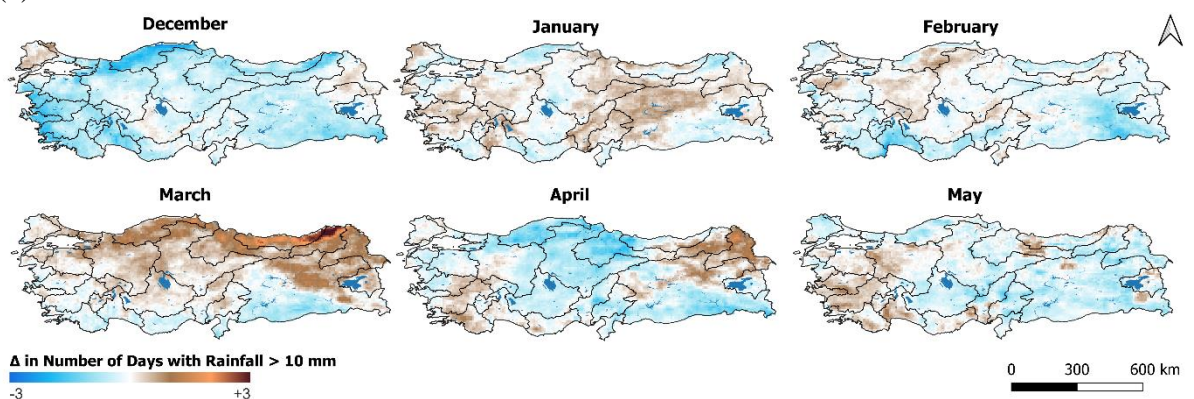 December
January
February
March
April
May
Δ in Number of Days with Rainfall > 10 mm
-3
+3
0 300 600 km